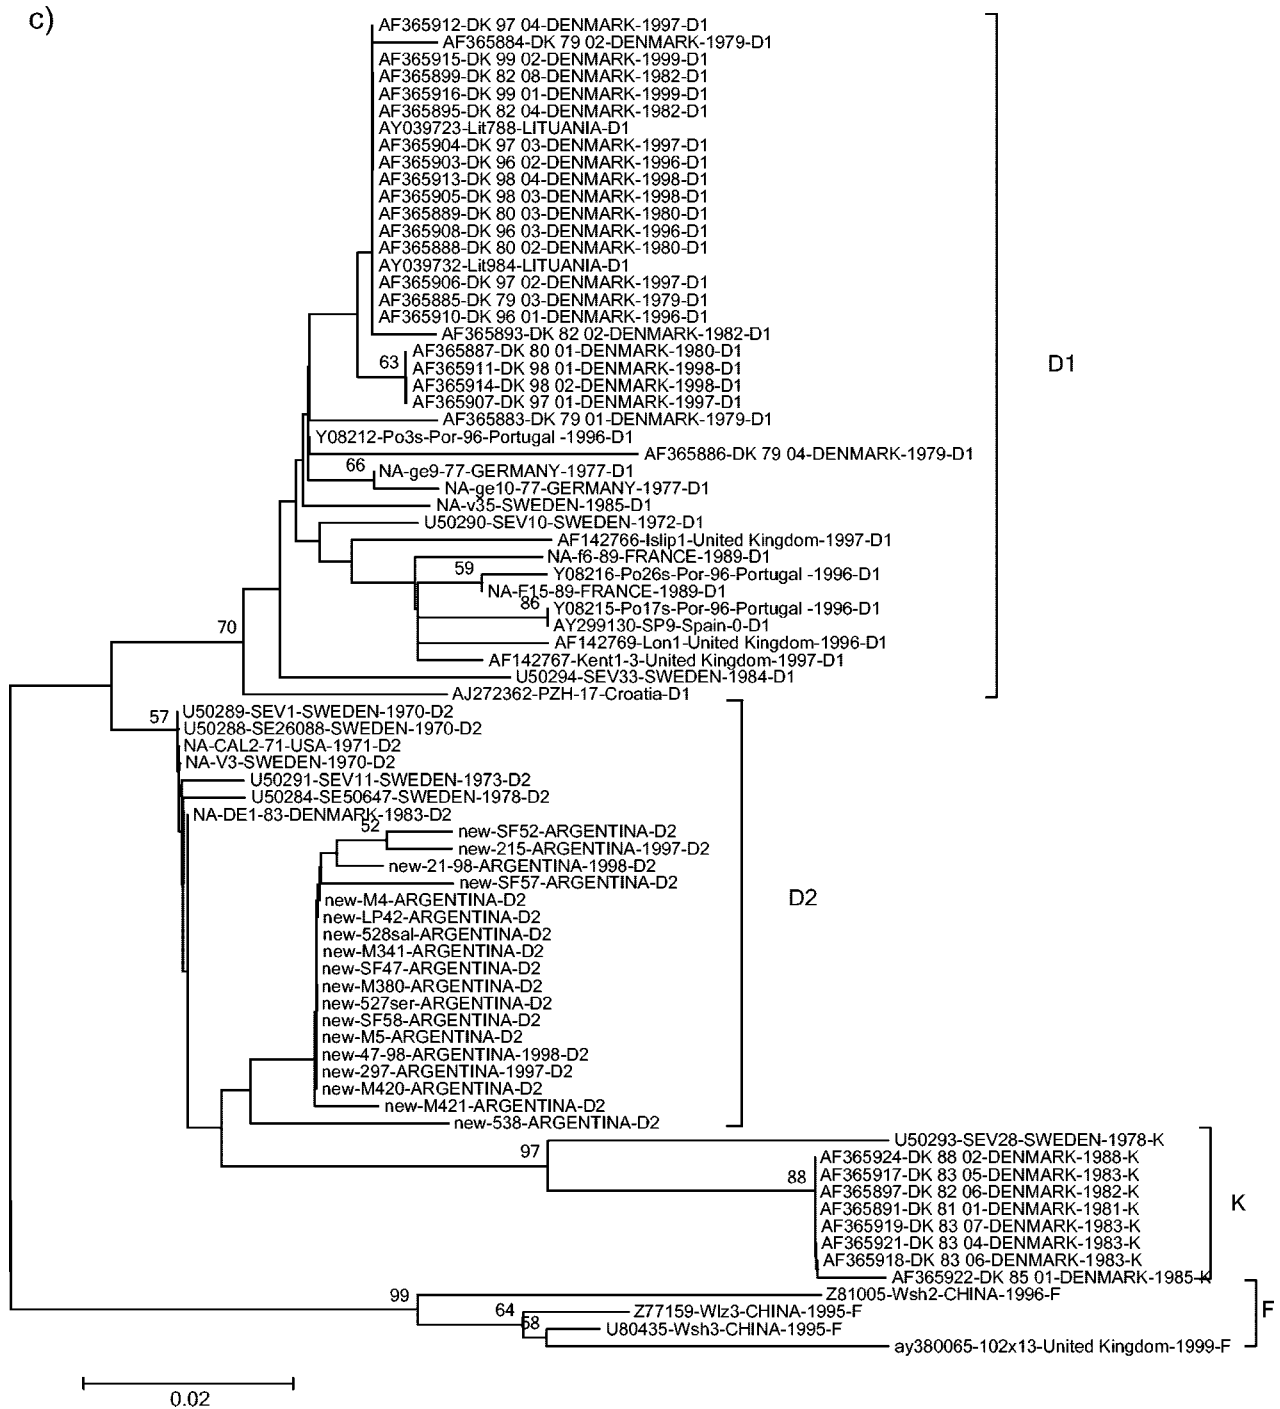 c)
AF365912-DK 97 04-DENMARK-1997-D1
AF365884-DK 79 02-DENMARK-1979-D1
AF365915-DK 99 02-DENMARK-1999-D1
AF365899-DK 82 08-DENMARK-1982-D1
AF365916-DK 99 01-DENMARK-1999-D1
AF365895-DK 82 04-DENMARK-1982-D1
AY039723-Lit788-LITUANIA-D1
AF365904-DK 97 03-DENMARK-1997-D1
AF365903-DK 96 02-DENMARK-1996-D1
AF365913-DK 98 04-DENMARK-1998-D1
AF365905-DK 98 03-DENMARK-1998-D1
AF365889-DK 80 03-DENMARK-1980-D1
AF365908-DK 96 03-DENMARK-1996-D1
AF365888-DK 80 02-DENMARK-1980-D1
AY039732-Lit984-LITUANIA-D1
AF365906-DK 97 02-DENMARK-1997-D1
AF365885-DK 79 03-DENMARK-1979-D1
AF365910-DK 96 01-DENMARK-1996-D1
AF365893-DK 82 02-DENMARK-1982-D1
AF365887-DK 80 01-DENMARK-1980-D1
63
D1
AF365911-DK 98 01-DENMARK-1998-D1
AF365914-DK 98 02-DENMARK-1998-D1
AF365907-DK 97 01-DENMARK-1997-D1
AF365883-DK 79 01-DENMARK-1979-D1
Y08212-Po3s-Por-96-Portugal -1996-D1
AF365886-DK 79 04-DENMARK-1979-D1
66
NA-ge9-77-GERMANY-1977-D1
NA-ge10-77-GERMANY-1977-D1
NA-v35-SWEDEN-1985-D1
U50290-SEV10-SWEDEN-1972-D1
AF142766-Islip1-United Kingdom-1997-D1
NA-f6-89-FRANCE-1989-D1
59
Y08216-Po26s-Por-96-Portugal -1996-D1
NA-F15-89-FRANCE-1989-D1
86
Y08215-Po17s-Por-96-Portugal -1996-D1
AY299130-SP9-Spain-0-D1
70
AF142769-Lon1-United Kingdom-1996-D1
AF142767-Kent1-3-United Kingdom-1997-D1
U50294-SEV33-SWEDEN-1984-D1
AJ272362-PZH-17-Croatia-D1
57
U50289-SEV1-SWEDEN-1970-D2
U50288-SE26088-SWEDEN-1970-D2
NA-CAL2-71-USA-1971-D2
NA-V3-SWEDEN-1970-D2
U50291-SEV11-SWEDEN-1973-D2
U50284-SE50647-SWEDEN-1978-D2
NA-DE1-83-DENMARK-1983-D2
52
new-SF52-ARGENTINA-D2
new-215-ARGENTINA-1997-D2
new-21-98-ARGENTINA-1998-D2
new-SF57-ARGENTINA-D2
D2
new-M4-ARGENTINA-D2
new-LP42-ARGENTINA-D2
new-528sal-ARGENTINA-D2
new-M341-ARGENTINA-D2
new-SF47-ARGENTINA-D2
new-M380-ARGENTINA-D2
new-527ser-ARGENTINA-D2
new-SF58-ARGENTINA-D2
new-M5-ARGENTINA-D2
new-47-98-ARGENTINA-1998-D2
new-297-ARGENTINA-1997-D2
new-M420-ARGENTINA-D2
new-M421-ARGENTINA-D2
new-538-ARGENTINA-D2
U50293-SEV28-SWEDEN-1978-K
97
AF365924-DK 88 02-DENMARK-1988-K
88
AF365917-DK 83 05-DENMARK-1983-K
AF365897-DK 82 06-DENMARK-1982-K
K
AF365891-DK 81 01-DENMARK-1981-K
AF365919-DK 83 07-DENMARK-1983-K
AF365921-DK 83 04-DENMARK-1983-K
AF365918-DK 83 06-DENMARK-1983-K
AF365922-DK 85 01-DENMARK-1985-K
99
Z81005-Wsh2-CHINA-1996-F
64
Z77159-Wlz3-CHINA-1995-F
F
58
U80435-Wsh3-CHINA-1995-F
ay380065-102x13-United Kingdom-1999-F
0.02